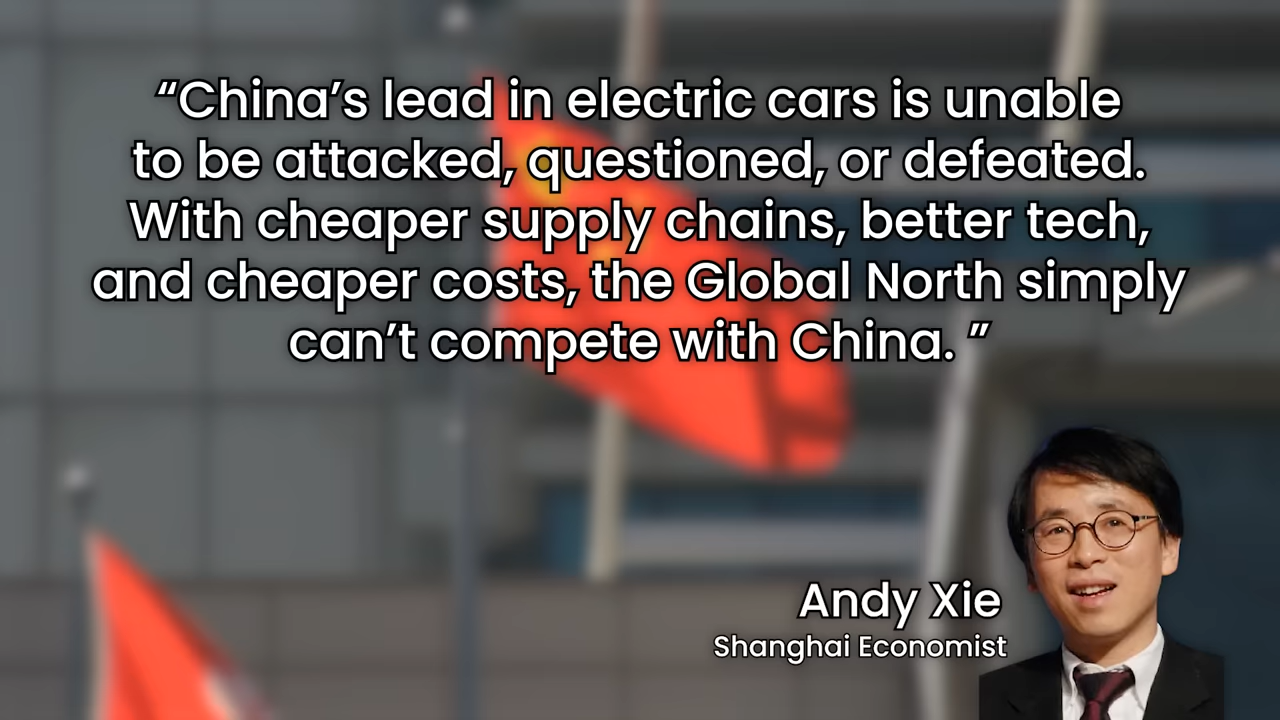 “China’s lead in electric cars is unable
to be attacked, questioned, or defeated.
With cheaper supply chains, better tech,
and cheaper costs, the Global North simply
can’t compete with China. ”
Andy Xie
Shanghai Economist